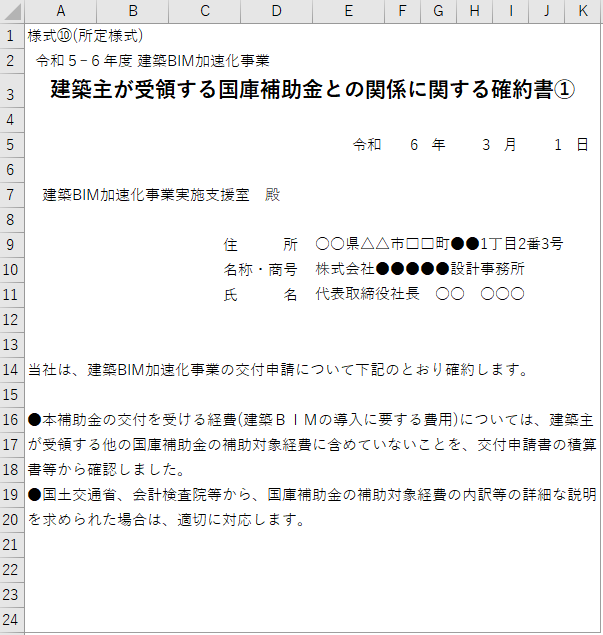 A B C D E F G H I J K
1 様式⑩(所定様式)
2 令和５-６年度 建築BIM加速化事業
3 建築主が受領する国庫補助金との関係に関する確約書①
4
5 令和 6 年 3 月 1 日
6
7 建築BIM加速化事業実施支援室 殿
8
9 住 所 〇〇県△△市□□町●●1丁目2番3号
10 名称・商号 株式会社●●●●●設計事務所
11 氏 名 代表取締役社長 〇〇 〇〇〇
12
13
14 当社は、建築BIM加速化事業の交付申請について下記のとおり確約します。
15
16 ●本補助金の交付を受ける経費(建築ＢＩＭの導入に要する費用)については、建築主
17 が受領する他の国庫補助金の補助対象経費に含めていないことを、交付申請書の積算
18 書等から確認しました。
19 ●国土交通省、会計検査院等から、国庫補助金の補助対象経費の内訳等の詳細な説明
20 を求められた場合は、適切に対応します。
21
22
23
24